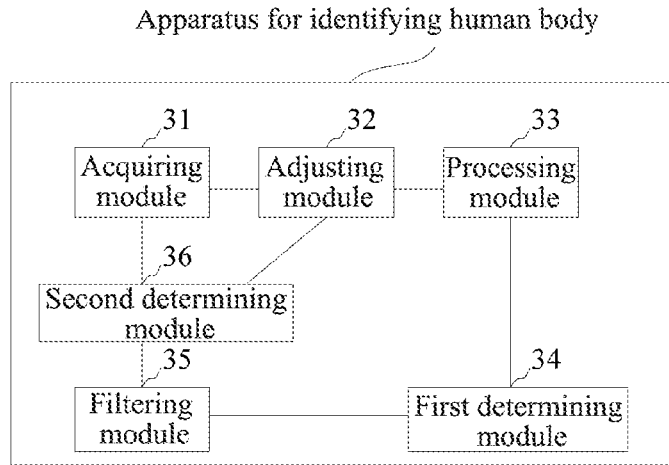 Apparatus for identifying human body
31
32
33
Acquiring
module
Adjusting
module
Processing
module
36
Second determining
module
35
34
Filtering
module
First determining
module